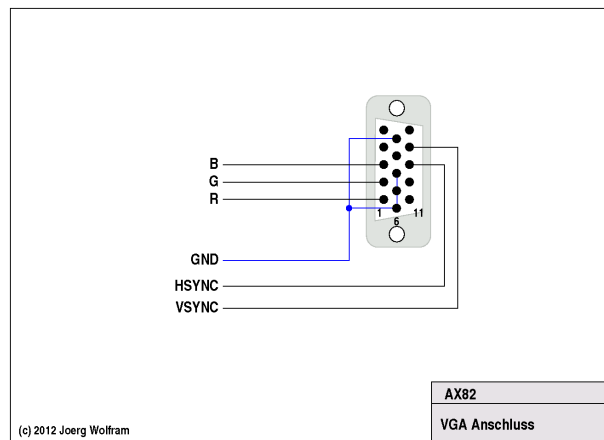 B
G
R
1
11
6
GND
HSYNC
VSYNC
AX82
VGA Anschluss
(c) 2012 Joerg Wolfram